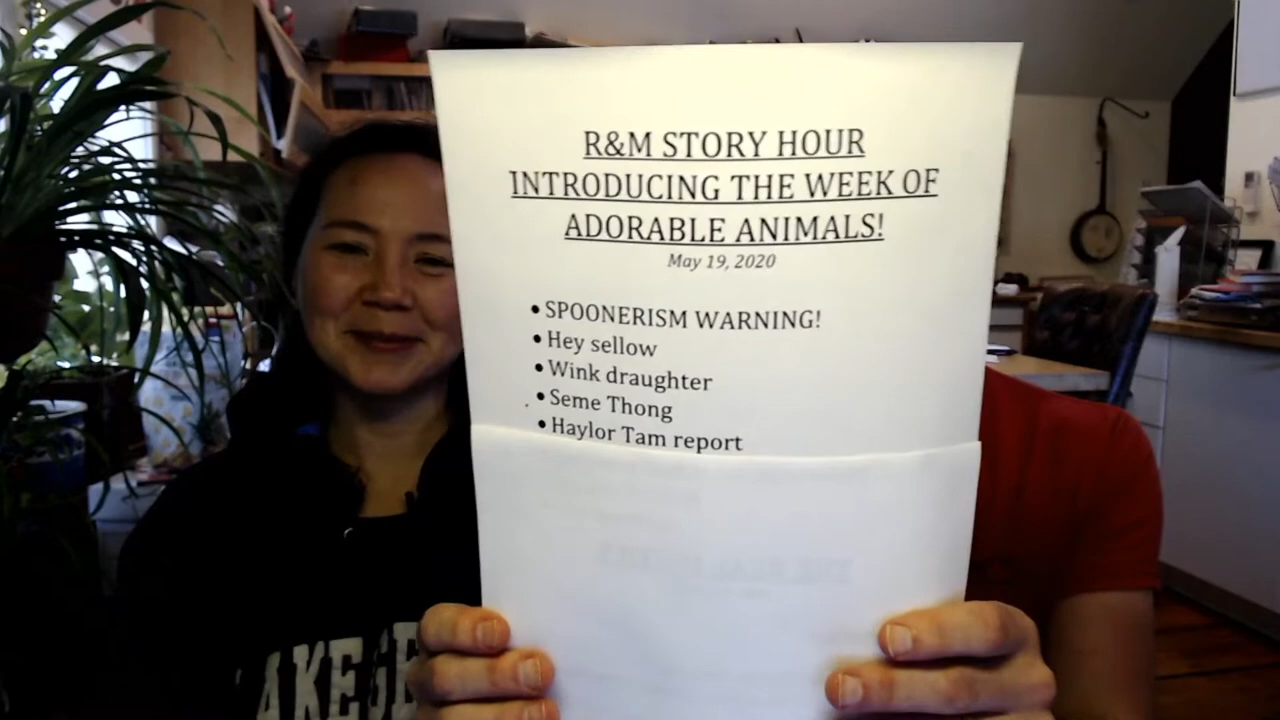 R&M STORY HOUR
INTRODUCING THE WEEK OF
ADORABLE ANIMALS!
May 19, 2020
• SPOONERISM WARNING!
• Hey sellow
• Wink draughter
• Seme Thong
• Haylor Tam report